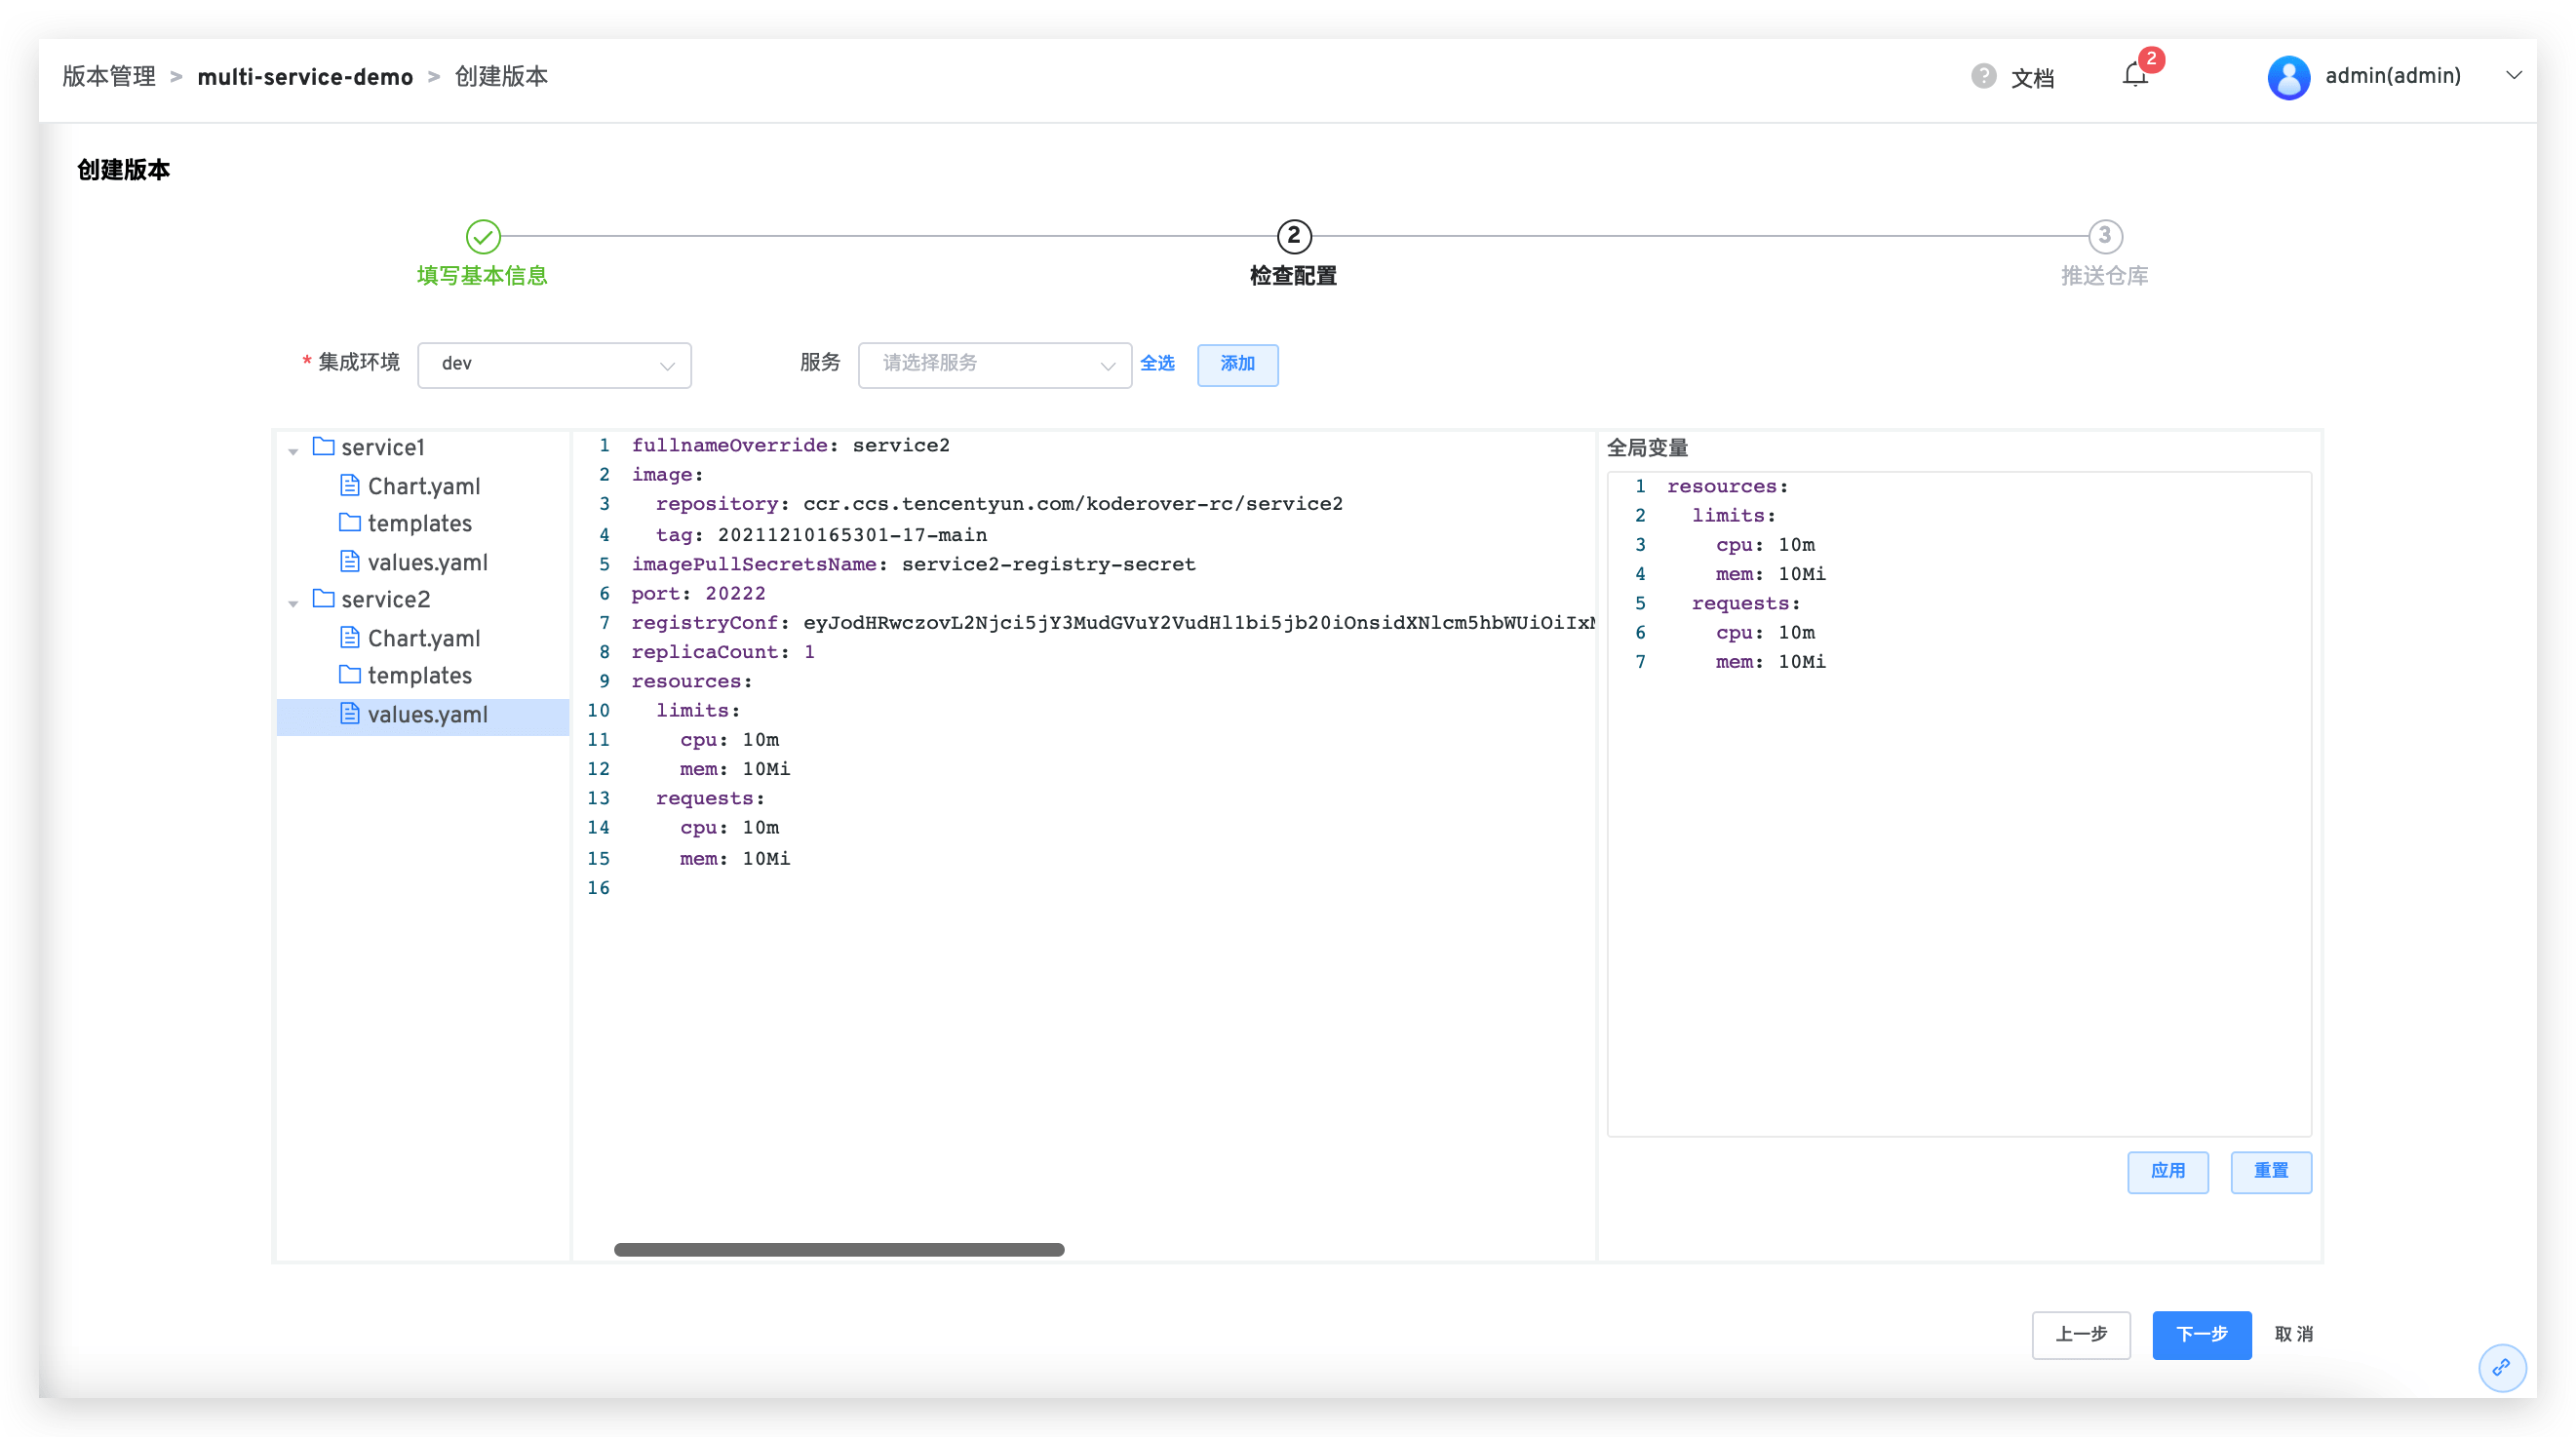 版本管理 > multi-service-demo > 创建版本
? 文档
2
admin(admin)
创建版本
填写基本信息
2
检查配置
3
推送仓库
* 集成环境 dev
服务 请选择服务 全选 添加
service1
Chart.yaml
templates
values.yaml
service2
Chart.yaml
templates
values.yaml
1 fullnameOverride: service2
2 image:
3 repository: ccr.ccs.tencentyun.com/koderover-rc/service2
4 tag: 20211210165301-17-main
5 imagePullSecretsName: service2-registry-secret
6 port: 20222
7 registryConf: eyJodHRwczovL2Njci5jY3MudGVuY2VudHl1bi5jb20iOnsidXNlcm5hbWUiOiIxM
8 replicaCount: 1
9 resources:
10 limits:
11 cpu: 10m
12 mem: 10Mi
13 requests:
14 cpu: 10m
15 mem: 10Mi
16
全局变量
1 resources:
2 limits:
3 cpu: 10m
4 mem: 10Mi
5 requests:
6 cpu: 10m
7 mem: 10Mi
应用 重置
上一步 下一步 取消